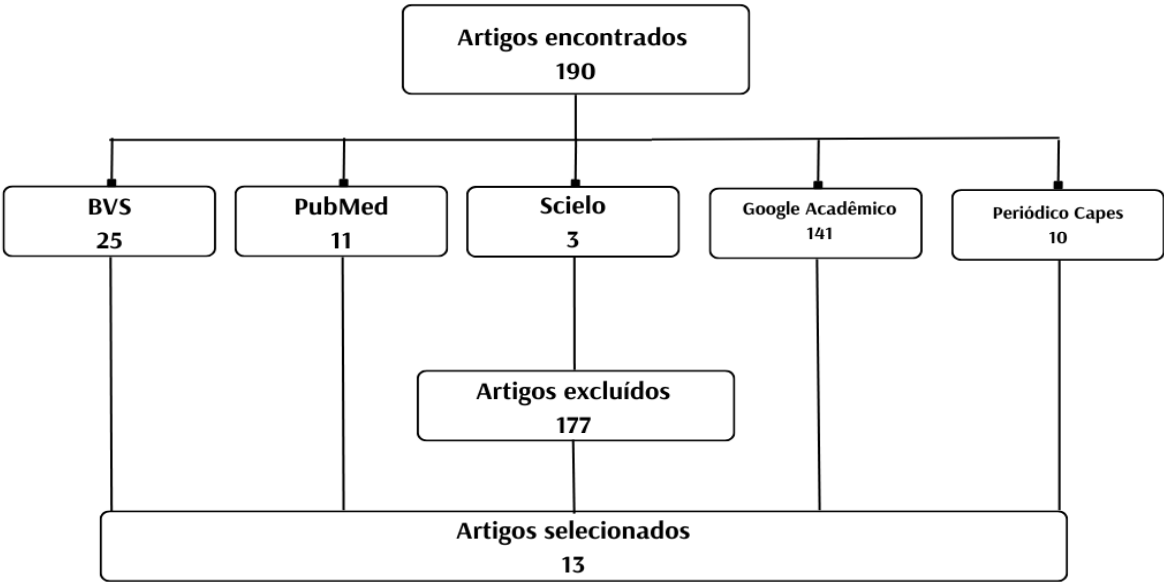 Artigos encontrados
190
BVS
25
PubMed
11
Scielo
3
Google Acadêmico
141
Periódico Capes
10
Artigos excluídos
177
Artigos selecionados
13